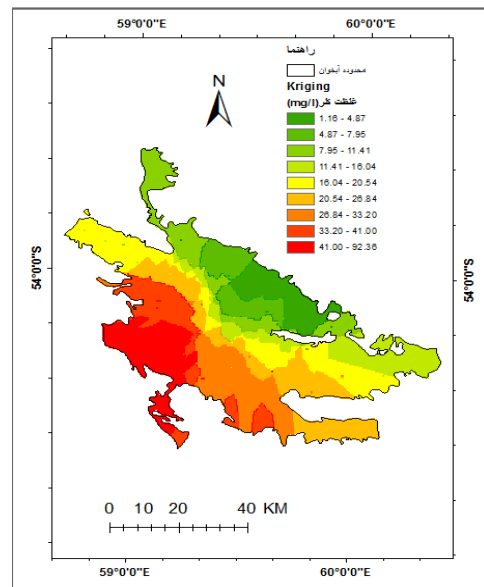 59°0'0"E 60°0'0"E
راهنما
محدوده آبخوان
Kriging
غلظت کلر(mg/l)
1.16 - 4.87
4.87 - 7.95
7.95 - 11.41
11.41 - 16.04
16.04 - 20.54
20.54 - 26.84
26.84 - 33.20
33.20 - 41.00
41.00 - 92.36
N
54°0'0"S
54°0'0"S
0 10 20 40 KM
59°0'0"E 60°0'0"E